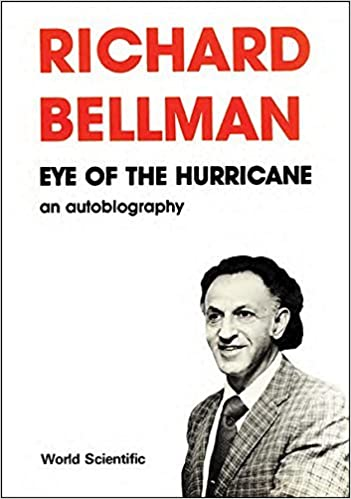 RICHARD
BELLMAN
EYE OF THE HURRICANE
an autobiography
World Scientific